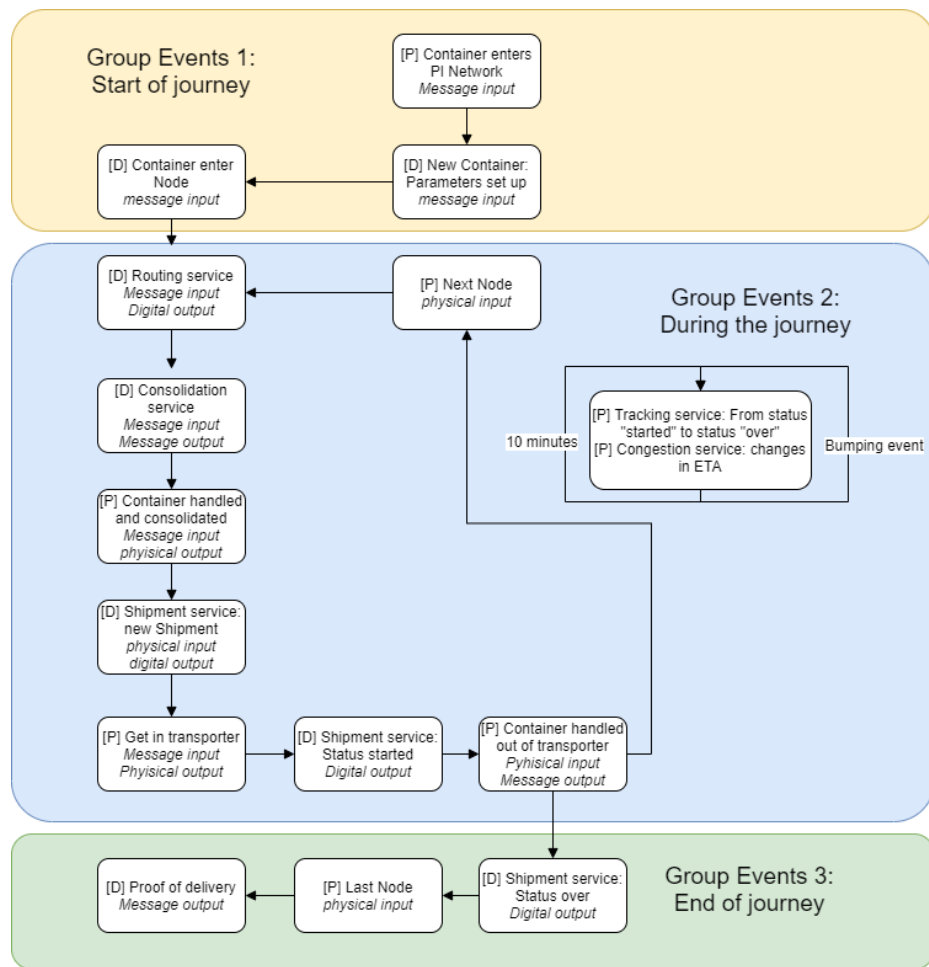 Group Events 1:
Start of journey
[P] Container enters
PI Network
Message input
[D] Container enter
Node
message input
[D] New Container:
Parameters set up
message input
[D] Routing service
Message input
Digital output
[P] Next Node
physical input
Group Events 2:
During the journey
[D] Consolidation
service
Message input
Message output
[P] Tracking service: From status
"started" to status "over"
[P] Congestion service: changes
in ETA
10 minutes
Bumping event
[P] Container handled
and consolidated
Message input
phyisical output
[D] Shipment service:
new Shipment
physical input
digital output
[P] Get in transporter
Message input
Phyisical output
[D] Shipment service:
Status started
Digital output
[P] Container handled
out of transporter
Pyhisical input
Message output
[D] Proof of delivery
Message output
[P] Last Node
physical input
[D] Shipment service:
Status over
Digital output
Group Events 3:
End of journey